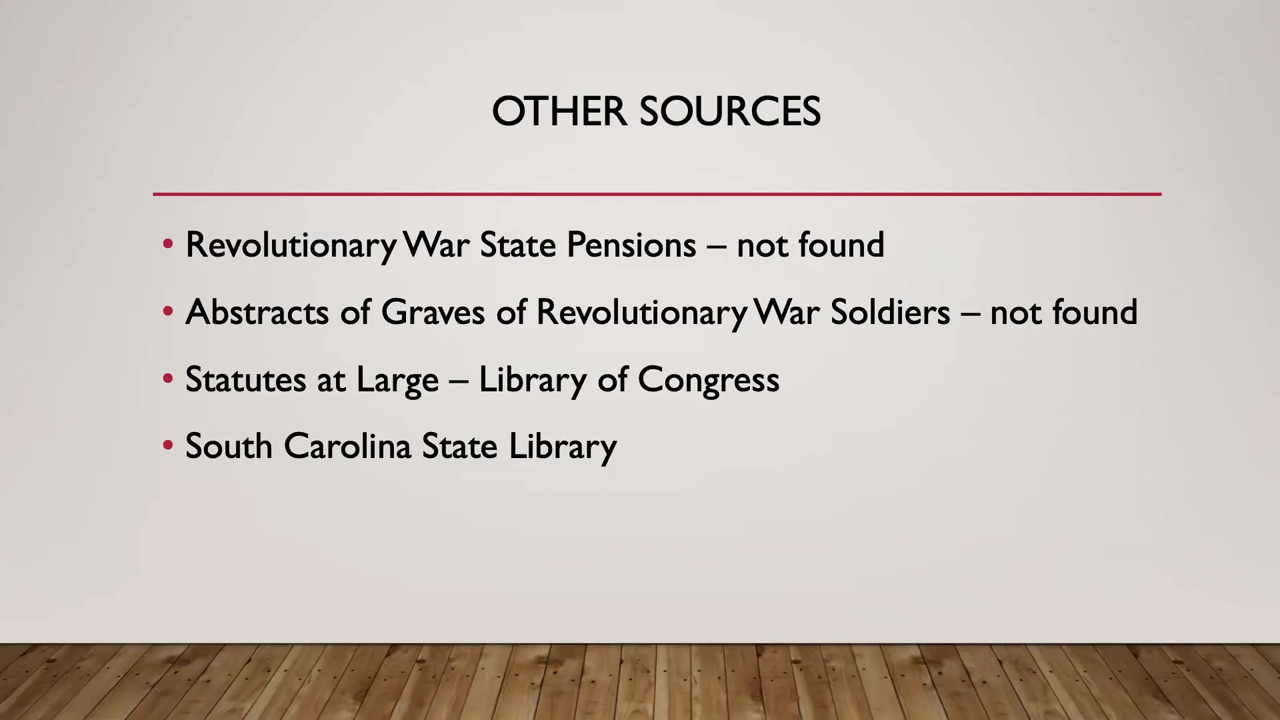 OTHER SOURCES
• Revolutionary War State Pensions – not found
• Abstracts of Graves of Revolutionary War Soldiers – not found
• Statutes at Large – Library of Congress
• South Carolina State Library